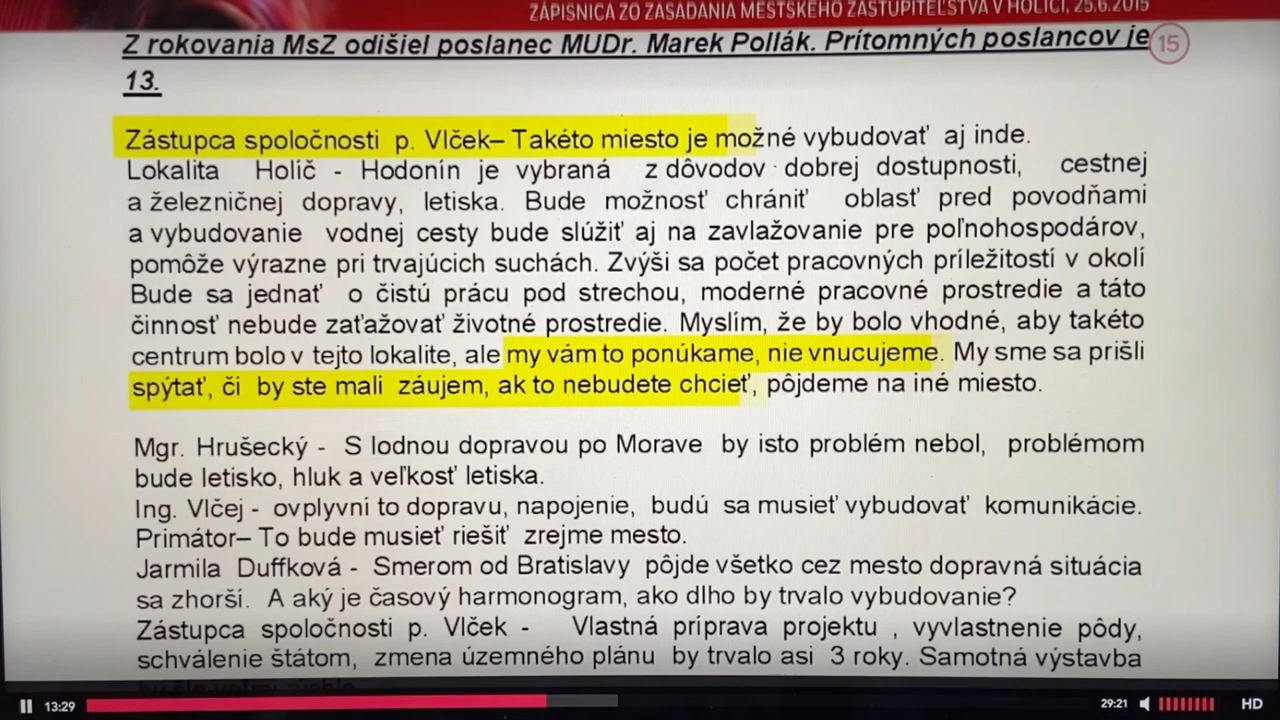 ZÁPISNICA ZO ZASADANIA MESTSKÉHO ZASTUPITEĽSTVA V HOLÍČI, 25.6.2015
Z rokovania MsZ odišiel poslanec MUDr. Marek Pollák. Prítomných poslancov je
15
13.
Zástupca spoločnosti p. Vlček– Takéto miesto je možné vybudovať aj inde.
Lokalita Holíč - Hodonín je vybraná z dôvodov dobrej dostupnosti, cestnej
a železničnej dopravy, letiska. Bude možnosť chrániť oblasť pred povodňami
a vybudovanie vodnej cesty bude slúžiť aj na zavlažovanie pre poľnohospodárov,
pomôže výrazne pri trvajúcich suchách. Zvýši sa počet pracovných príležitostí v okolí
Bude sa jednať o čistú prácu pod strechou, moderné pracovné prostredie a táto
činnosť nebude zaťažovať životné prostredie. Myslím, že by bolo vhodné, aby takéto
centrum bolo v tejto lokalite, ale my vám to ponúkame, nie vnucujeme. My sme sa prišli
spýtať, či by ste mali záujem, ak to nebudete chcieť, pôjdeme na iné miesto.
Mgr. Hrušecký - S lodnou dopravou po Morave by isto problém nebol, problémom
bude letisko, hluk a veľkosť letiska.
Ing. Vlčej - ovplyvní to dopravu, napojenie, budú sa musieť vybudovať komunikácie.
Primátor– To bude musieť riešiť zrejme mesto.
Jarmila Duffková - Smerom od Bratislavy pôjde všetko cez mesto dopravná situácia
sa zhorší. A aký je časový harmonogram, ako dlho by trvalo vybudovanie?
Zástupca spoločnosti p. Vlček - Vlastná príprava projektu , vyvlastnenie pôdy,
schválenie štátom, zmena územného plánu by trvalo asi 3 roky. Samotná výstavba
13:29
29:21
HD